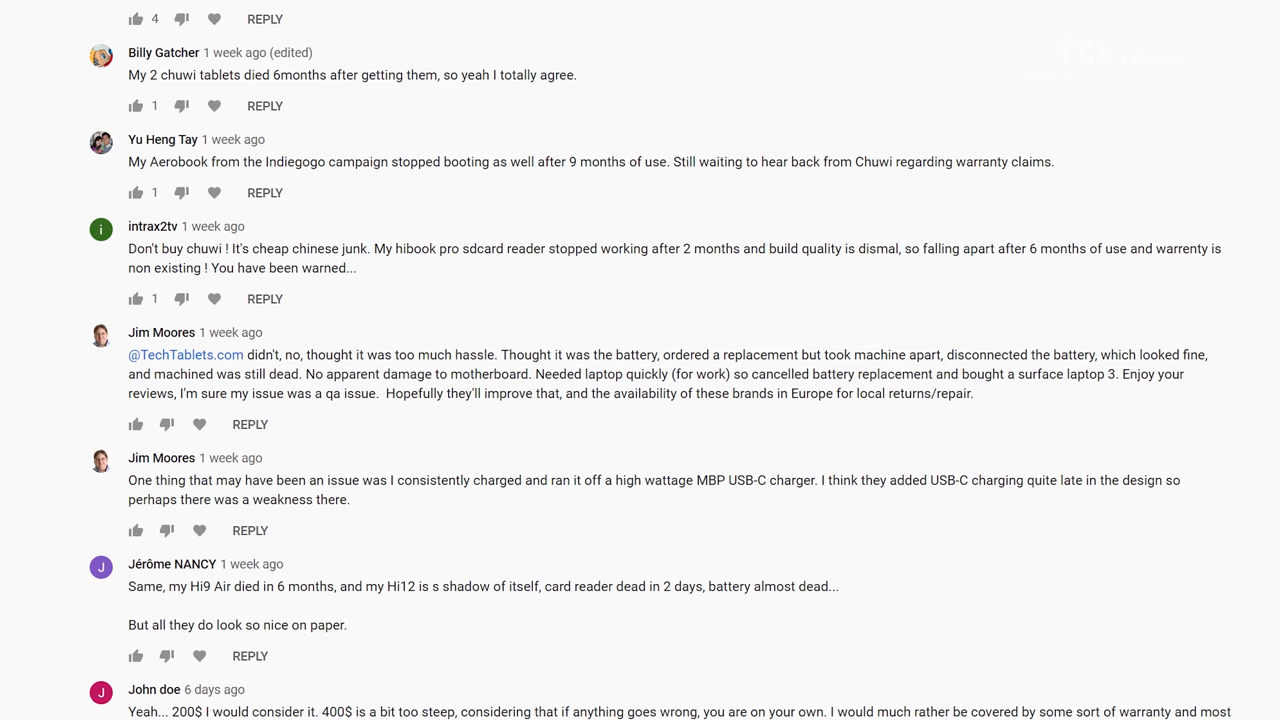 4 REPLY
Billy Gatcher 1 week ago (edited)
My 2 chuwi tablets died 6months after getting them, so yeah I totally agree.
1 REPLY
Yu Heng Tay 1 week ago
My Aerobook from the Indiegogo campaign stopped booting as well after 9 months of use. Still waiting to hear back from Chuwi regarding warranty claims.
1 REPLY
i
intrax2tv 1 week ago
Don't buy chuwi ! It's cheap chinese junk. My hibook pro sdcard reader stopped working after 2 months and build quality is dismal, so falling apart after 6 months of use and warrenty is
non existing ! You have been warned...
1 REPLY
Jim Moores 1 week ago
@TechTablets.com didn't, no, thought it was too much hassle. Thought it was the battery, ordered a replacement but took machine apart, disconnected the battery, which looked fine,
and machined was still dead. No apparent damage to motherboard. Needed laptop quickly (for work) so cancelled battery replacement and bought a surface laptop 3. Enjoy your
reviews, I'm sure my issue was a qa issue. Hopefully they'll improve that, and the availability of these brands in Europe for local returns/repair.
REPLY
Jim Moores 1 week ago
One thing that may have been an issue was I consistently charged and ran it off a high wattage MBP USB-C charger. I think they added USB-C charging quite late in the design so
perhaps there was a weakness there.
REPLY
J
Jérôme NANCY 1 week ago
Same, my Hi9 Air died in 6 months, and my Hi12 is s shadow of itself, card reader dead in 2 days, battery almost dead...
But all they do look so nice on paper.
REPLY
J
John doe 6 days ago
Yeah... 200$ I would consider it. 400$ is a bit too steep, considering that if anything goes wrong, you are on your own. I would much rather be covered by some sort of warranty and most